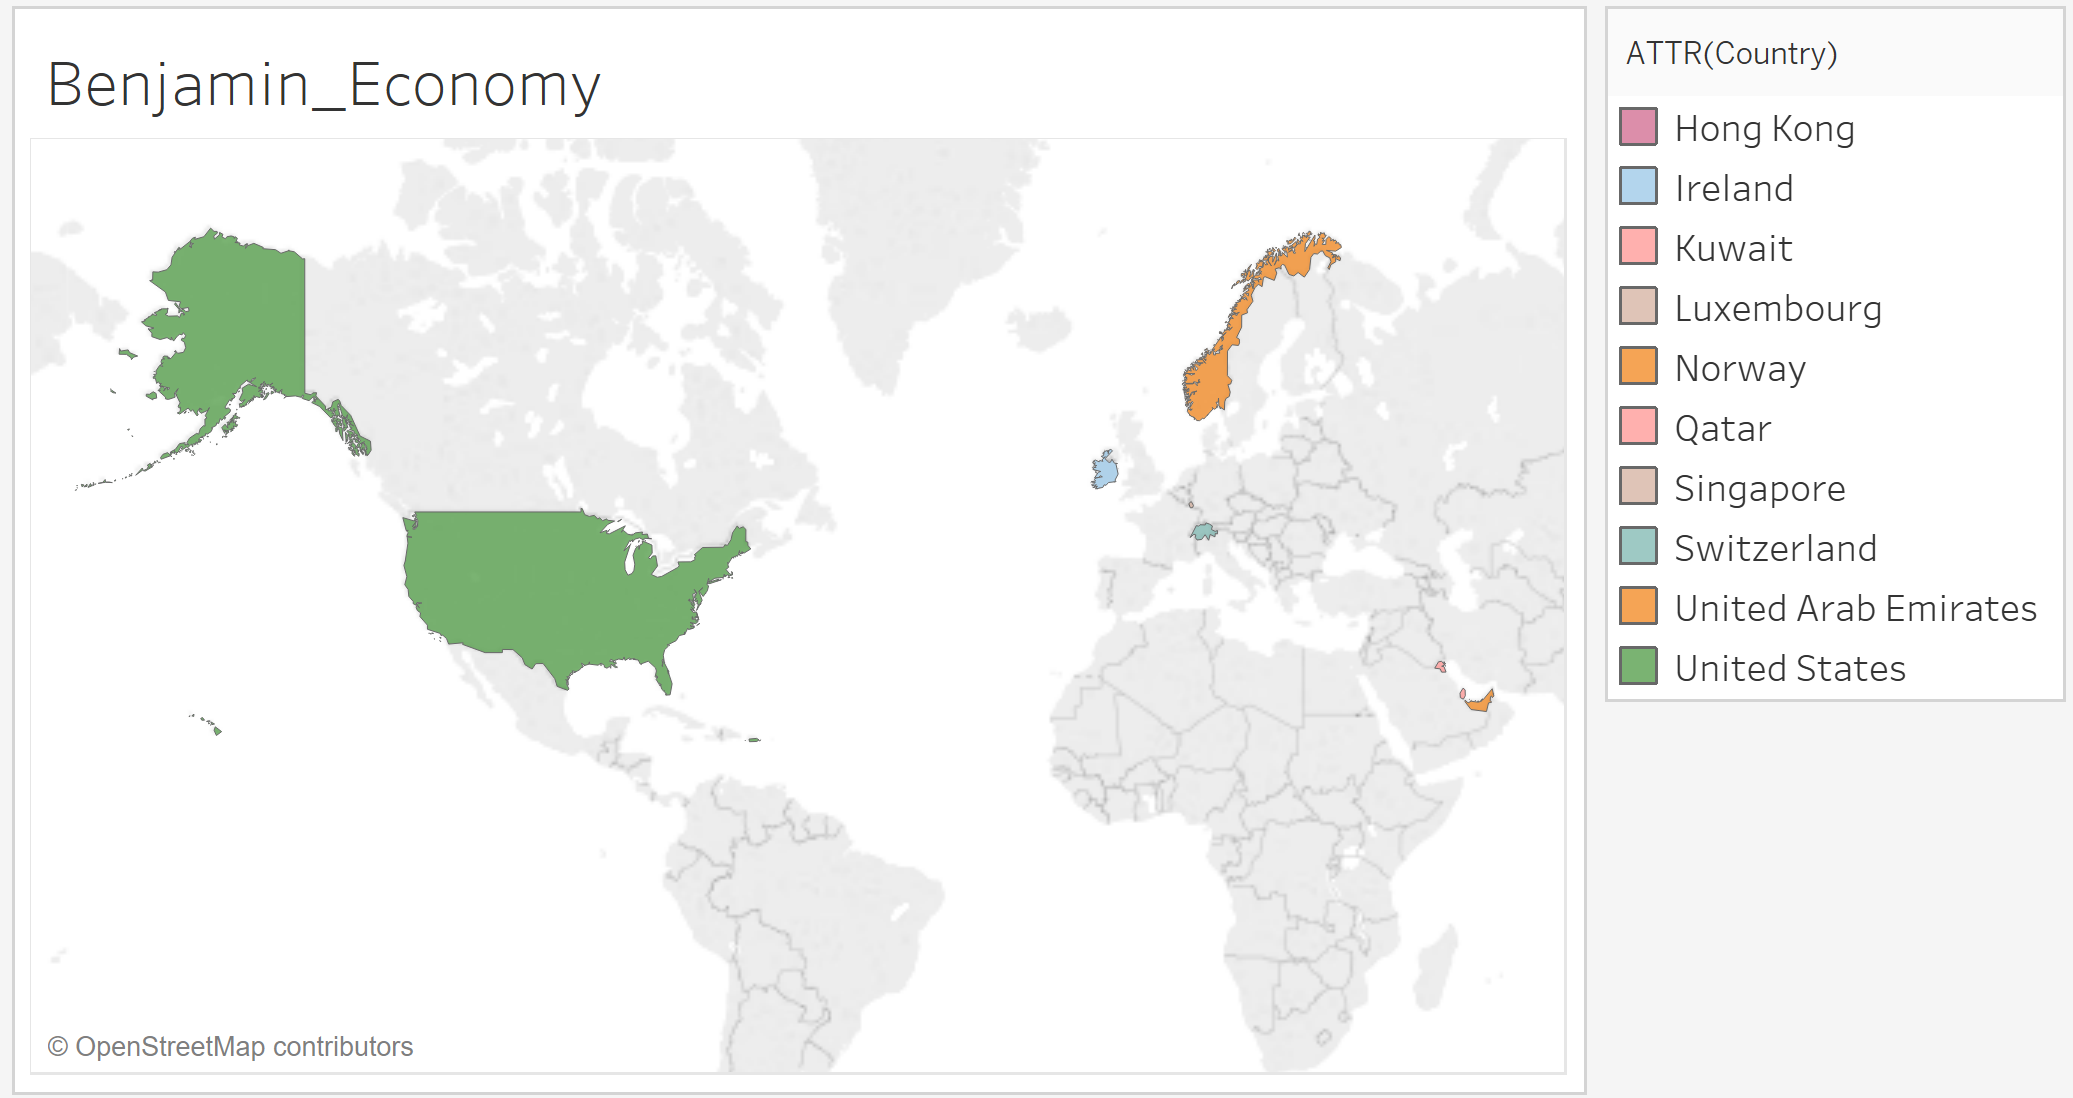 Benjamin_Economy
© OpenStreetMap contributors
ATTR(Country)
Hong Kong
Ireland
Kuwait
Luxembourg
Norway
Qatar
Singapore
Switzerland
United Arab Emirates
United States